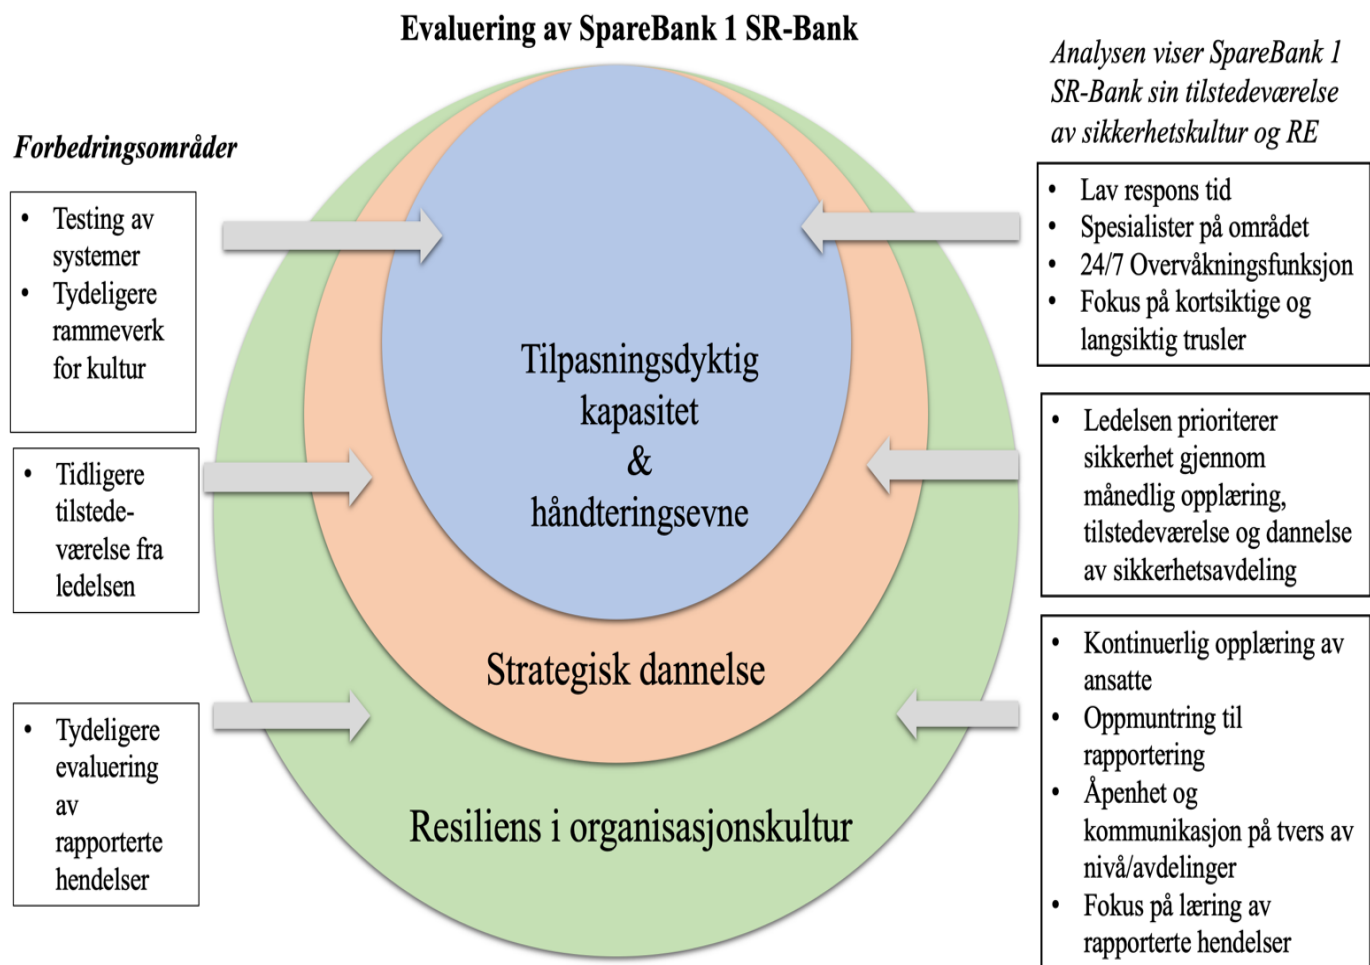 Evaluering av SpareBank 1 SR-Bank
Forbedringsområder
• Testing av
systemer
• Tydeligere
rammeverk
for kultur
• Tidligere
tilstede-
værelse fra
ledelsen
• Tydeligere
evaluering
av
rapporterte
hendelser
Tilpasningsdyktig
kapasitet
&
håndteringsevne
Strategisk dannelse
Resiliens i organisasjonskultur
Analysen viser SpareBank 1
SR-Bank sin tilstedeværelse
av sikkerhetskultur og RE
• Lav respons tid
• Spesialister på området
• 24/7 Overvåkningsfunksjon
• Fokus på kortsiktige og
langsiktig trusler
• Ledelsen prioriterer
sikkerhet gjennom
månedlig opplæring,
tilstedeværelse og dannelse
av sikkerhetsavdeling
• Kontinuerlig opplæring av
ansatte
• Oppmuntring til
rapportering
• Åpenhet og
kommunikasjon på tvers av
nivå/avdelinger
• Fokus på læring av
rapporterte hendelser